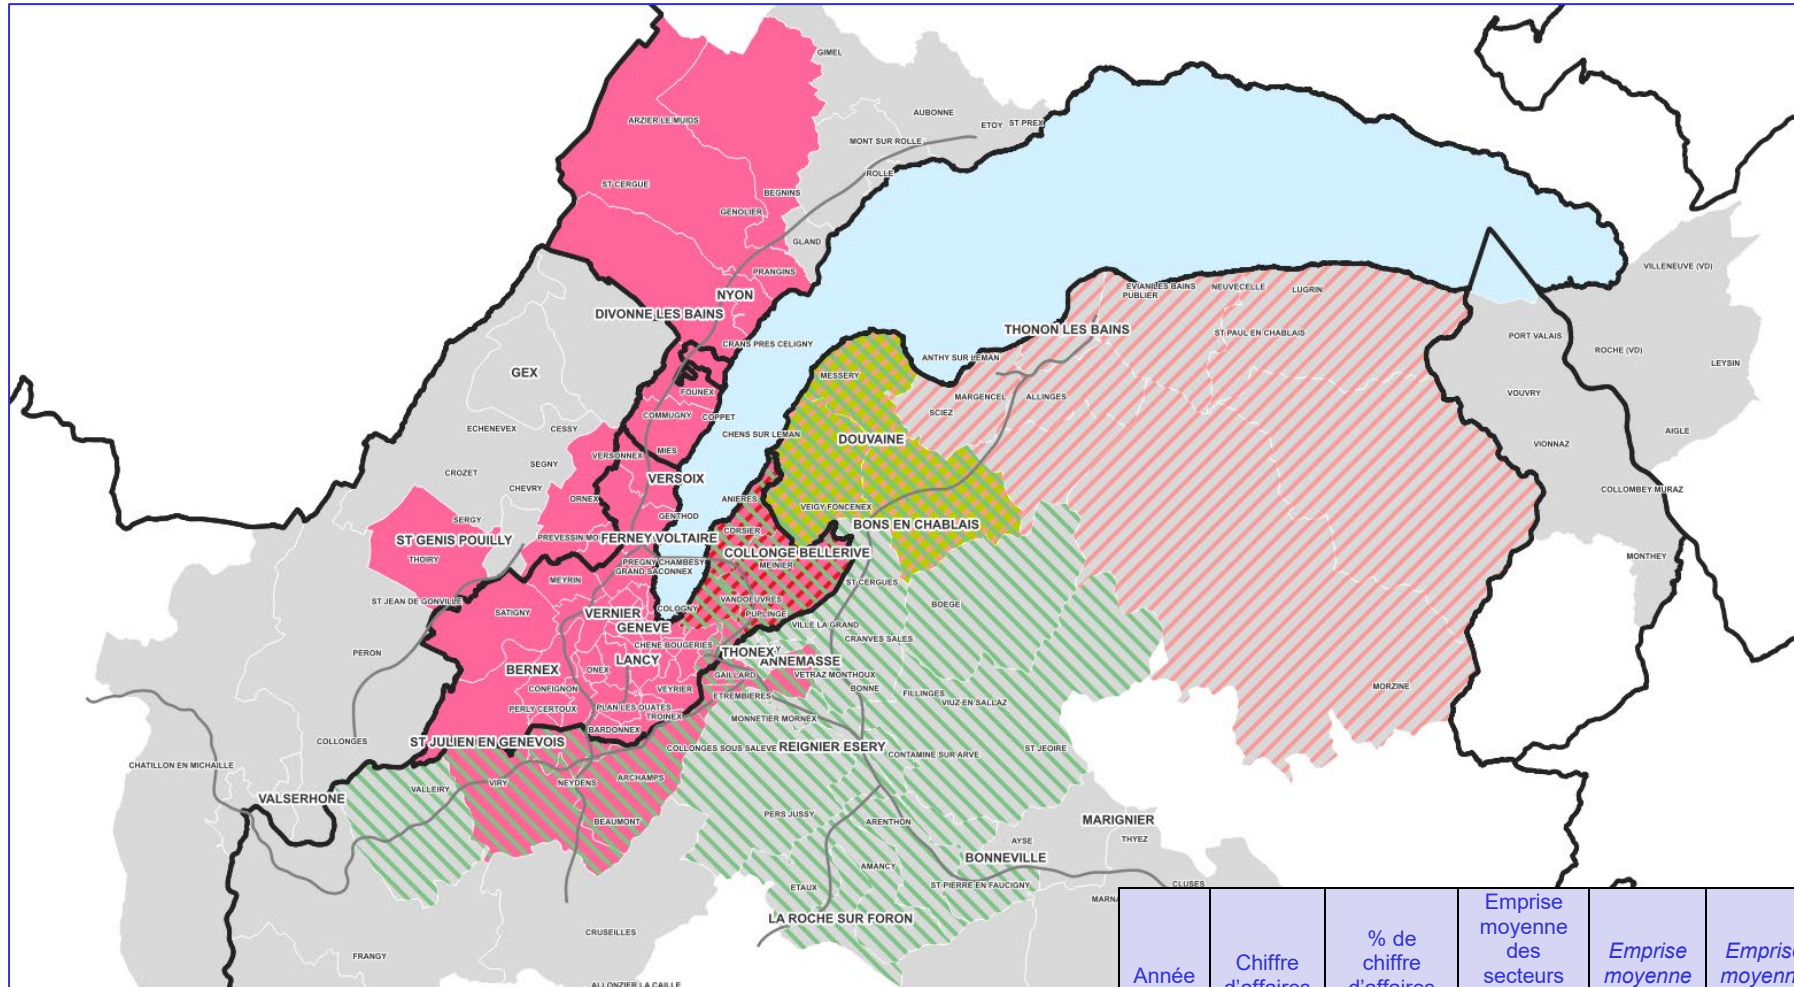 GIMEL
AUBONNE
ETOY
ST PREX
ARZIER LE MUIDS
MONT SUR ROLLE
ROLLE
ST CERGUE
BEGNINS
GENOLIER
GLAND
VILLENEUVE (VD)
PRANGINS
EVIAN LES BAINS
NEUVECELLE
LUGRIN
PUBLIER
NYON
DIVONNE LES BAINS
THONON LES BAINS
ST PAUL EN CHABLAIS
PORT VALAIS
CRANS PRES CELIGNY
ROCHE (VD)
ANTHY SUR LEMAN
LEYSIN
GEX
MESSERY
FOUNEX
VOUVRY
MARGENCEL
ALLINGES
SCIEZ
COMMUGNY
COPPET
ECHENEVEX
CESSY
CHENS SUR LEMAN
DOUVAINE
AIGLE
VIONNAZ
MIES
VERSONNEX
SEGNY
CROZET
VERSOIX
CHEVRY
COLLOMBEY MURAZ
ORNEX
ANIERES
VEIGY FONCENEX
GENTHOD
SERGY
BONS EN CHABLAIS
CORSIER
ST GENIS POUILLY
PREVESSIN MO
FERNEY VOLTAIRE
COLLONGE BELLERIVE
MONTHEY
THOIRY
PREGNY CHAMBESY
MEINIER
GRAND SACONNEX
MEYRIN
ST CERGUES
ST JEAN DE GONVILLE
VANDOEUVRES
BOEGE
COLOGNY
SATIGNY
VERNIER
PUPLINGE
VILLE LA GRAND
GENEVE
CRANVES SALES
CHENE BOUGERIES
PERON
LANCY
THONEX
ANNEMASSE
BERNEX
ONEX
GAILLARD
VETRAZ MONTHOUX
CONFIGNON
VEYRIER
BONNE
MORZINE
ETREMBIERES
FILLINGES
VIUZ EN SALLAZ
PERLY CERTOUX
PLAN LES OUATES
TROINEX
MONNETIER MORNEX
BARDONNEX
COLLONGES
ST JULIEN EN GENEVOIS
COLLONGES SOUS SALEVE
REIGNIER ESERY
ST JEOIRE
CONTAMINE SUR ARVE
CHATILLON EN MICHAILLE
ARCHAMPS
VIRY
NEYDENS
VALLEIRY
VALSERHONE
PERS JUSSY
BEAUMONT
ARENTHON
MARIGNIER
AYSE
THYEZ
BONNEVILLE
AMANCY
ETAUX
ST PIERRE EN FAUCIGNY
CLUSES
MARNA
LA ROCHE SUR FORON
CRUSEILLES
FRANGY
ALLONZIER LA CAILLE
Année
Chiffre
d'affaires
% de
chiffre
d'affaires
Emprise
moyenne
des
secteurs
Emprise
moyenne
Emprise
moyenne